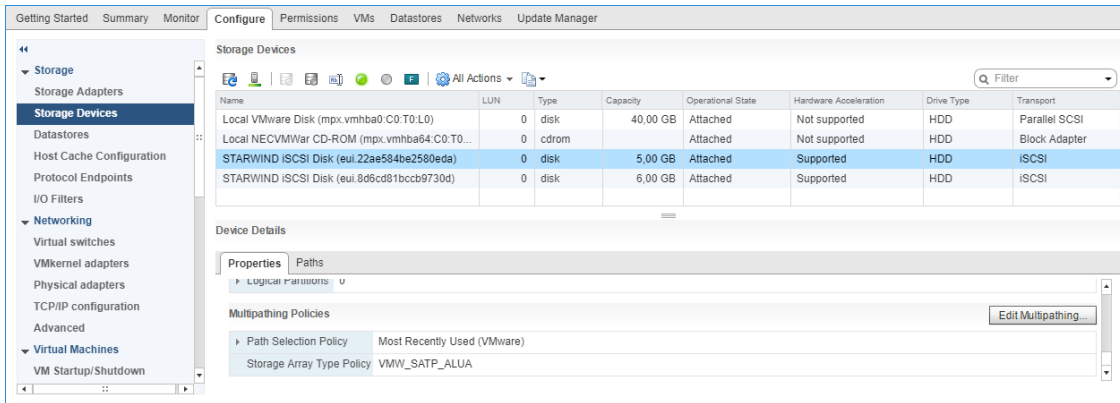 Getting Started Summary Monitor Configure Permissions VMs Datastores Networks Update Manager
Storage
Storage Adapters
Storage Devices
Datastores
Host Cache Configuration
Protocol Endpoints
I/O Filters
Networking
Virtual switches
VMkernel adapters
Physical adapters
TCP/IP configuration
Advanced
Virtual Machines
VM Startup/Shutdown
Storage Devices
All Actions
Filter
Name LUN Type Capacity Operational State Hardware Acceleration Drive Type Transport
Local VMware Disk (mpx.vmhba0:C0:T0:L0) 0 disk 40,00 GB Attached Not supported HDD Parallel SCSI
Local NECVMWar CD-ROM (mpx.vmhba64:C0:T0... 0 cdrom Attached Not supported HDD Block Adapter
STARWIND iSCSI Disk (eui.22ae584be2580eda) 0 disk 5,00 GB Attached Supported HDD iSCSI
STARWIND iSCSI Disk (eui.8d6cd81bccb9730d) 0 disk 6,00 GB Attached Supported HDD iSCSI
Device Details
Properties Paths
Logical Partitions 0
Multipathing Policies Edit Multipathing...
Path Selection Policy Most Recently Used (VMware)
Storage Array Type Policy VMW_SATP_ALUA